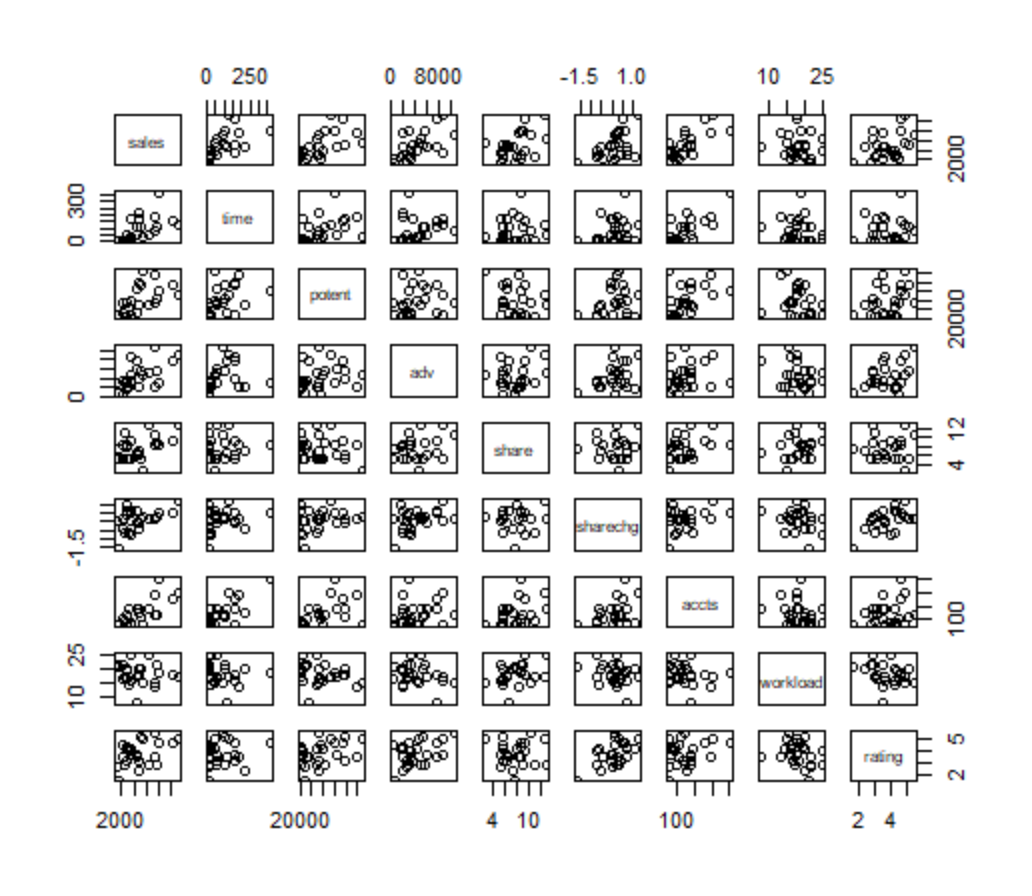 0 250 0 8000 -1.5 1.0 10 25
sales 2000
0 300 time
potent 20000
0 adv
share 4 12
-1.5 sharechg
accts 100
10 25 workload
rating 2 5
2000 20000 4 10 100 2 4